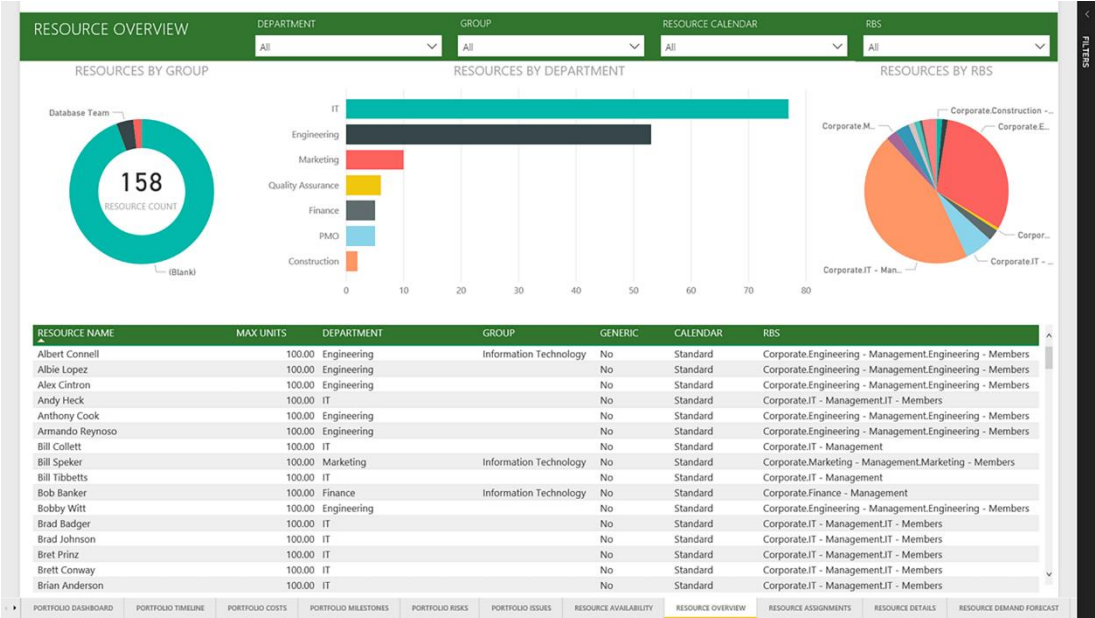 RESOURCE OVERVIEW
DEPARTMENT
GROUP
RESOURCE CALENDAR
RBS
All
All
All
All
FILTERS
RESOURCES BY GROUP
RESOURCES BY DEPARTMENT
RESOURCES BY RBS
Database Team
158
RESOURCE COUNT
(Blank)
IT
Engineering
Marketing
Quality Assurance
Finance
PMO
Construction
0 10 20 30 40 50 60 70 80
Corporate.Construction -...
Corporate.M...
Corporate.E...
Corpor...
Corporate.IT - ...
Corporate.IT - Man...
RESOURCE NAME MAX UNITS DEPARTMENT GROUP GENERIC CALENDAR RBS
Albert Connell 100.00 Engineering Information Technology No Standard Corporate.Engineering - Management.Engineering - Members
Albie Lopez 100.00 Engineering No Standard Corporate.Engineering - Management.Engineering - Members
Alex Cintron 100.00 Engineering No Standard Corporate.Engineering - Management.Engineering - Members
Andy Heck 100.00 IT No Standard Corporate.IT - Management.IT - Members
Anthony Cook 100.00 Engineering No Standard Corporate.Engineering - Management.Engineering - Members
Armando Reynoso 100.00 Engineering No Standard Corporate.Engineering - Management.Engineering - Members
Bill Collett 100.00 IT No Standard Corporate.IT - Management
Bill Speker 100.00 Marketing Information Technology No Standard Corporate.Marketing - Management.Marketing - Members
Bill Tibbetts 100.00 IT No Standard Corporate.IT - Management
Bob Banker 100.00 Finance Information Technology No Standard Corporate.Finance - Management
Bobby Witt 100.00 Engineering No Standard Corporate.Engineering - Management.Engineering - Members
Brad Badger 100.00 IT No Standard Corporate.IT - Management.IT - Members
Brad Johnson 100.00 IT No Standard Corporate.IT - Management.IT - Members
Bret Prinz 100.00 IT No Standard Corporate.IT - Management.IT - Members
Brett Conway 100.00 IT No Standard Corporate.IT - Management.IT - Members
Brian Anderson 100.00 IT No Standard Corporate.IT - Management.IT - Members
PORTFOLIO DASHBOARD PORTFOLIO TIMELINE PORTFOLIO COSTS PORTFOLIO MILESTONES PORTFOLIO RISKS PORTFOLIO ISSUES RESOURCE AVAILABILITY RESOURCE OVERVIEW RESOURCE ASSIGNMENTS RESOURCE DETAILS RESOURCE DEMAND FORECAST